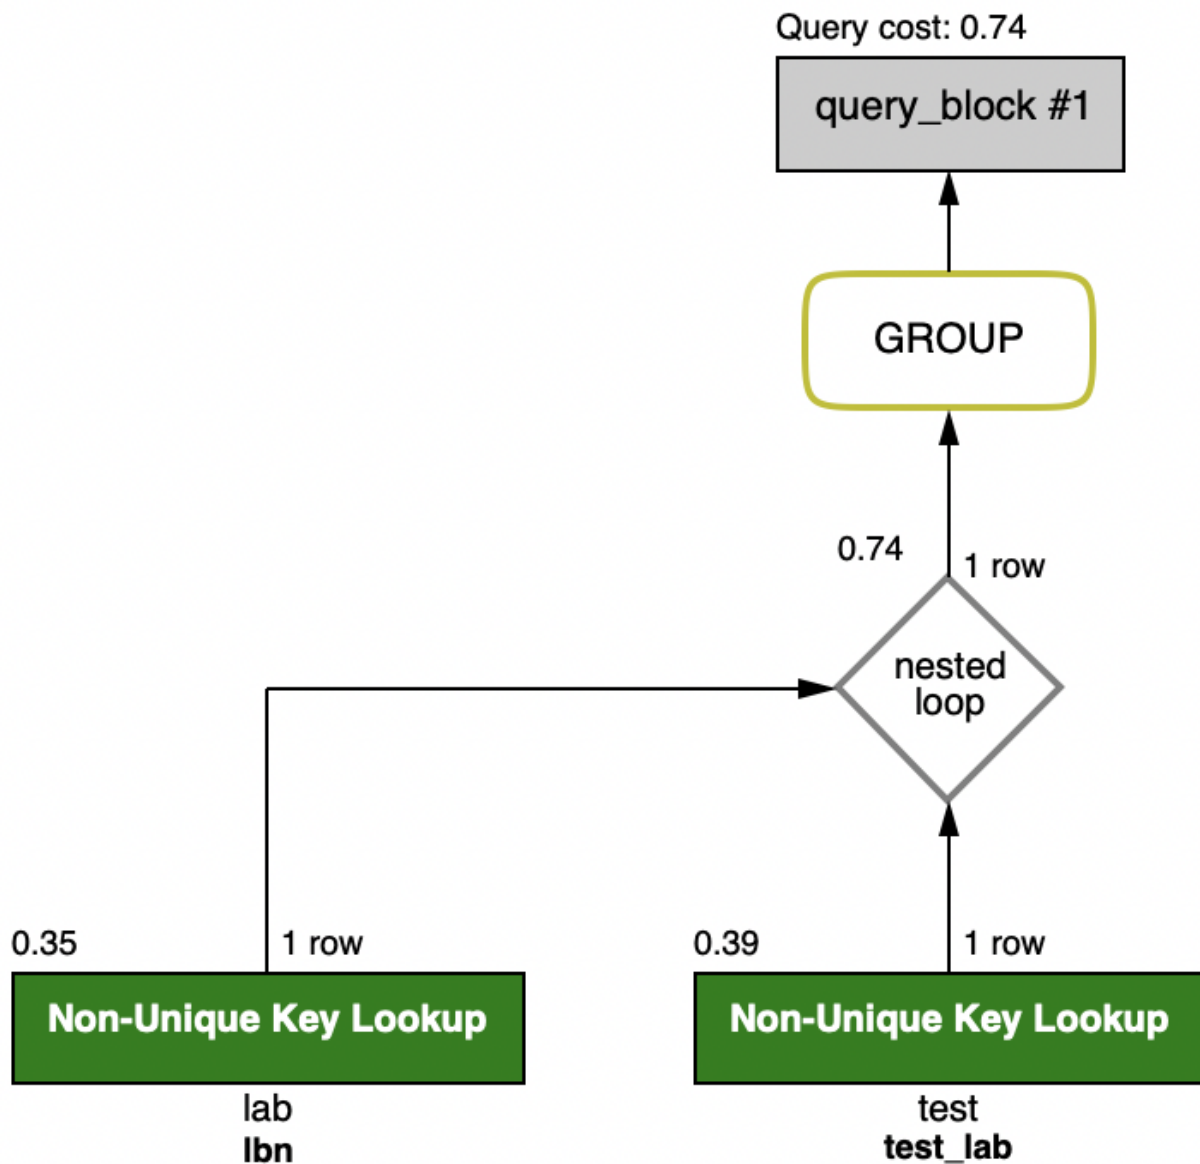 Query cost: 0.74
query_block #1
GROUP
0.74
1 row
nested
loop
0.35
1 row
0.39
1 row
Non-Unique Key Lookup
Non-Unique Key Lookup
lab
lbn
test
test_lab